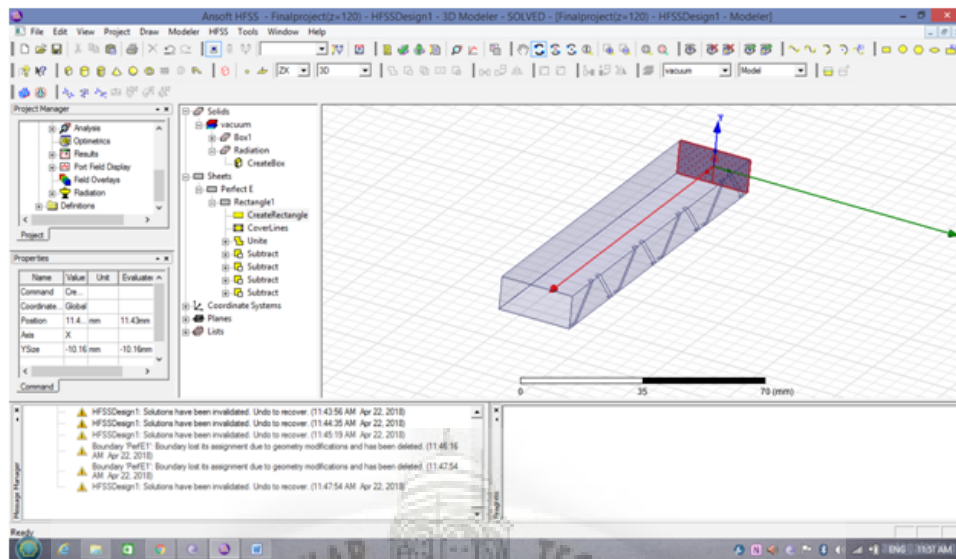 Ansoft HFSS - Finalproject(z=120) - HFSSDesign1 - 3D Modeler - SOLVED - [Finalproject(z=120) - HFSSDesign1 - Modeler]
File Edit View Project Draw Modeler HFSS Tools Window Help
ZX 3D vacuum Model
Project Manager
Analysis
Optimetrics
Results
Port Field Display
Field Overlays
Radiation
Definitions
Project
Properties
Name Value Unit Evaluated
Command Cre...
Coordinate... Global
Position 11.4... mm 11.43mm
Axis X
YSize -10.16 mm -10.16mm
Command
Solids
vacuum
Box1
Radiation
CreateBox
Sheets
Perfect E
Rectangle1
CreateRectangle
CoverLines
Unite
Subtract
Subtract
Subtract
Subtract
Coordinate Systems
Planes
Lists
Y
0 35 70 (mm)
Message Manager
HFSSDesign1: Solutions have been invalidated. Undo to recover. (11:43:56 AM Apr 22, 2018)
HFSSDesign1: Solutions have been invalidated. Undo to recover. (11:44:35 AM Apr 22, 2018)
HFSSDesign1: Solutions have been invalidated. Undo to recover. (11:45:19 AM Apr 22, 2018)
Boundary 'PerfE1': Boundary lost its assignment due to geometry modifications and has been deleted. (11:46:16
AM Apr 22, 2018)
Boundary 'PerfE1': Boundary lost its assignment due to geometry modifications and has been deleted. (11:47:54
AM Apr 22, 2018)
HFSSDesign1: Solutions have been invalidated. Undo to recover. (11:47:54 AM Apr 22, 2018)
Progress
Ready
ENG 11:57 AM